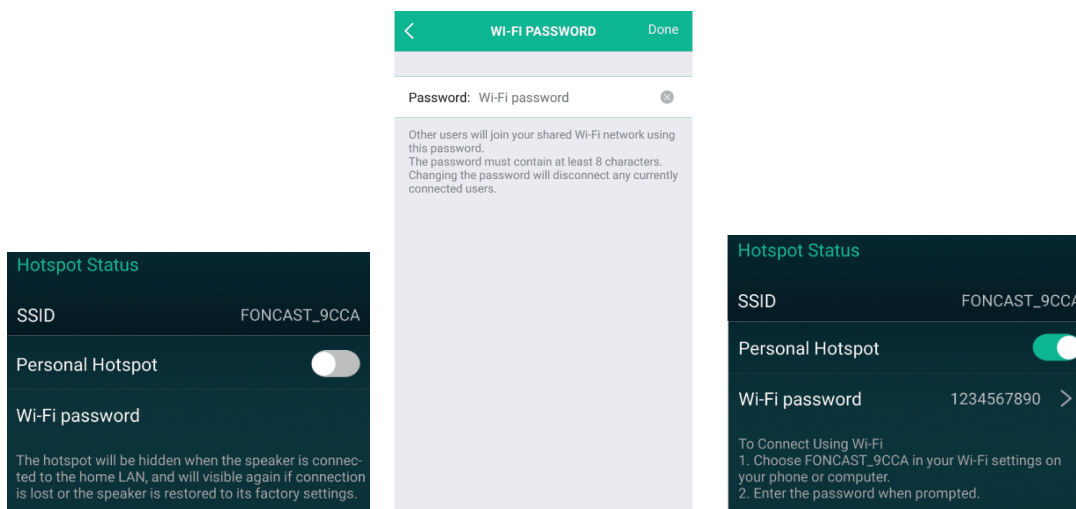 Hotspot Status
SSID FONCAST_9CCA
Personal Hotspot
Wi-Fi password
The hotspot will be hidden when the speaker is connec-
ted to the home LAN, and will visible again if connection
is lost or the speaker is restored to its factory settings.
WI-FI PASSWORD Done
Password: Wi-Fi password
Other users will join your shared Wi-Fi network using
this password.
The password must contain at least 8 characters.
Changing the password will disconnect any currently
connected users.
Hotspot Status
SSID FONCAST_9CCA
Personal Hotspot
Wi-Fi password 1234567890
To Connect Using Wi-Fi
1. Choose FONCAST_9CCA in your Wi-Fi settings on
your phone or computer.
2. Enter the password when prompted.